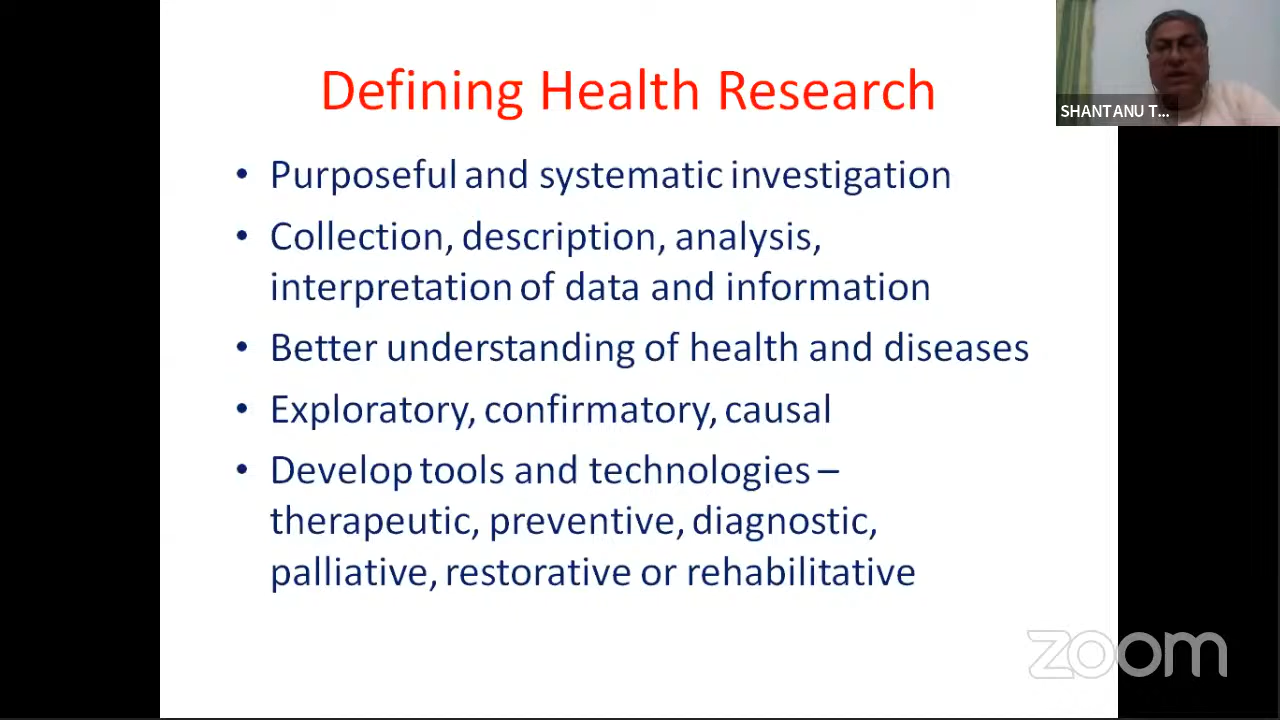 Defining Health Research
SHANTANU T...
• Purposeful and systematic investigation
• Collection, description, analysis,
interpretation of data and information
• Better understanding of health and diseases
• Exploratory, confirmatory, causal
• Develop tools and technologies –
therapeutic, preventive, diagnostic,
palliative, restorative or rehabilitative
zoom